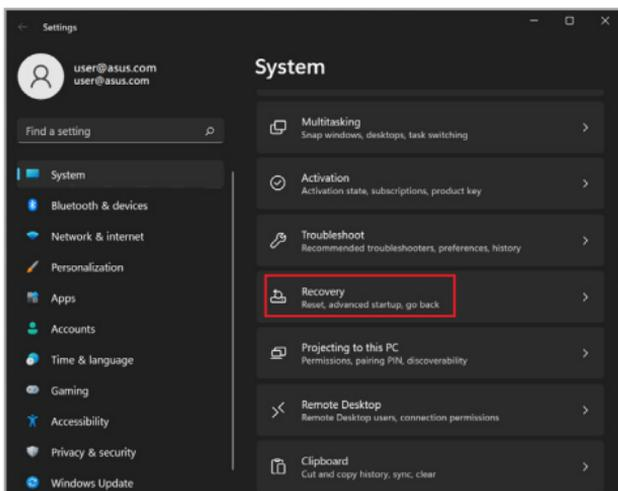 Settings
user@asus.com
user@asus.com
Find a setting
System
Bluetooth & devices
Network & internet
Personalization
Apps
Accounts
Time & language
Gaming
Accessibility
Privacy & security
Windows Update
System
Multitasking
Snap windows, desktops, task switching
Activation
Activation state, subscriptions, product key
Troubleshoot
Recommended troubleshooters, preferences, history
Recovery
Reset, advanced startup, go back
Projecting to this PC
Permissions, pairing PIN, discoverability
Remote Desktop
Remote Desktop users, connection permissions
Clipboard
Cut and copy history, sync, clear